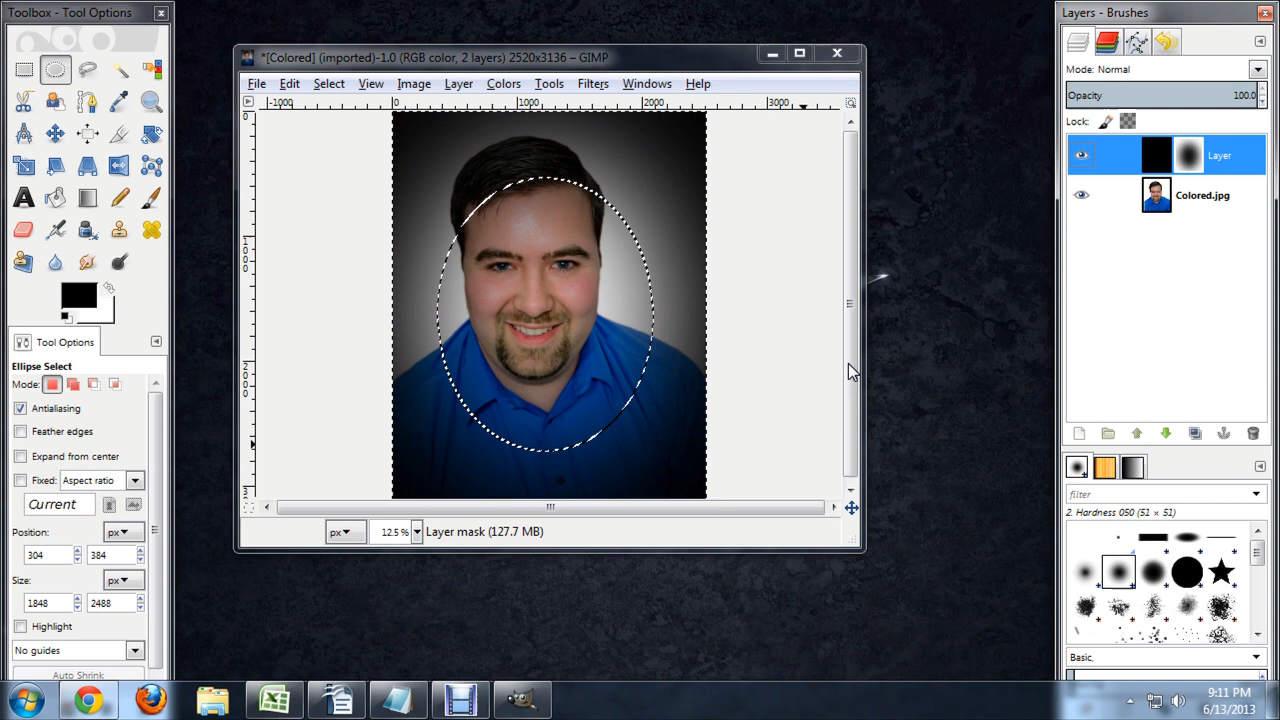 Toolbox - Tool Options
*[Colored] (imported)-1.0 (RGB color, 2 layers) 2520x3136 – GIMP
File Edit Select View Image Layer Colors Tools Filters Windows Help
-1000 0 1000 2000 3000
0
1000
2000
3
Tool Options
Ellipse Select
Mode:
Antialiasing
Feather edges
Expand from center
Fixed: Aspect ratio
Current
Position: px
304 384
Size: px
1848 2488
Highlight
No guides
Auto Shrink
px 12.5 % Layer mask (127.7 MB)
Layers - Brushes
Mode: Normal
Opacity 100.0
Lock:
Layer
Colored.jpg
filter
2. Hardness 050 (51 × 51)
Basic,
9:11 PM
6/13/2013